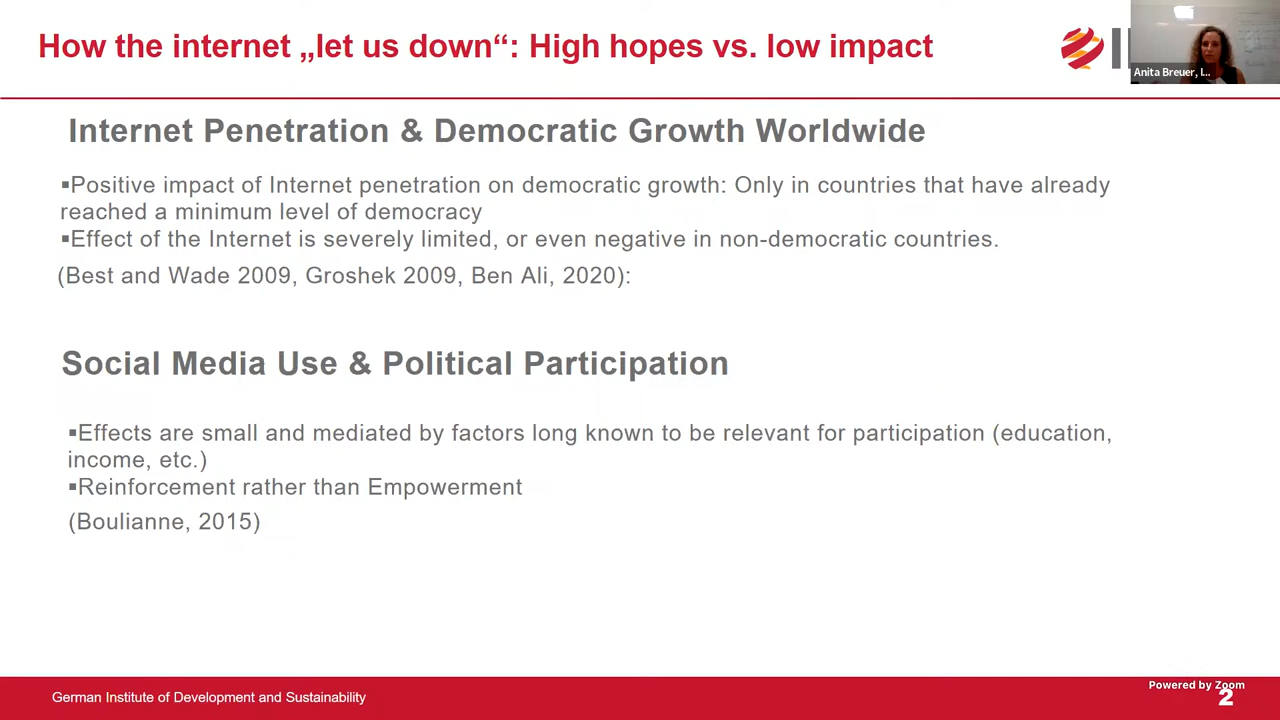 How the internet „let us down“: High hopes vs. low impact
Anita Breuer, I...
Internet Penetration & Democratic Growth Worldwide
▪Positive impact of Internet penetration on democratic growth: Only in countries that have already
reached a minimum level of democracy
▪Effect of the Internet is severely limited, or even negative in non-democratic countries.
(Best and Wade 2009, Groshek 2009, Ben Ali, 2020):
Social Media Use & Political Participation
▪Effects are small and mediated by factors long known to be relevant for participation (education,
income, etc.)
▪Reinforcement rather than Empowerment
(Boulianne, 2015)
German Institute of Development and Sustainability
Powered by Zoom
2